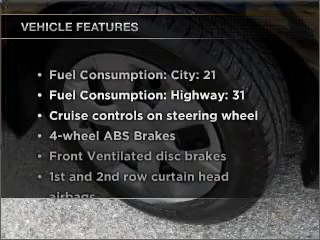 VEHICLE FEATURES
• Fuel Consumption: City: 21
• Fuel Consumption: Highway: 31
• Cruise controls on steering wheel
• 4-wheel ABS Brakes
• Front Ventilated disc brakes
• 1st and 2nd row curtain head
airbags